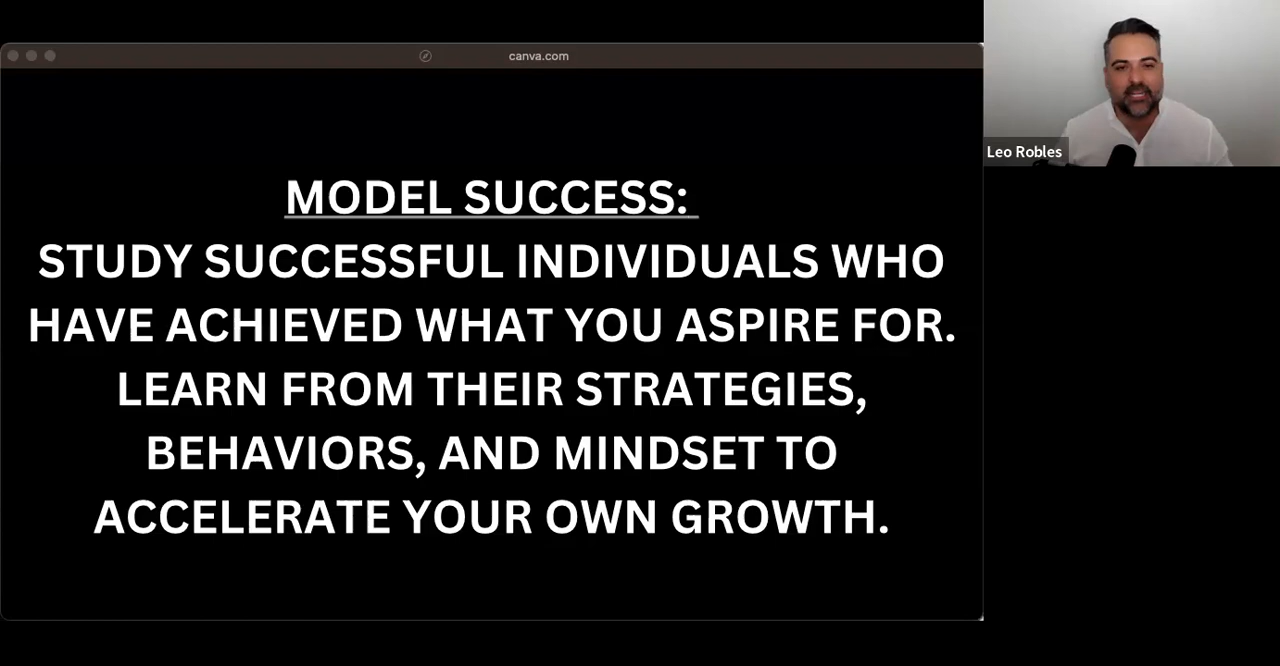 canva.com
MODEL SUCCESS:
STUDY SUCCESSFUL INDIVIDUALS WHO
HAVE ACHIEVED WHAT YOU ASPIRE FOR.
LEARN FROM THEIR STRATEGIES,
BEHAVIORS, AND MINDSET TO
ACCELERATE YOUR OWN GROWTH.
Leo Robles